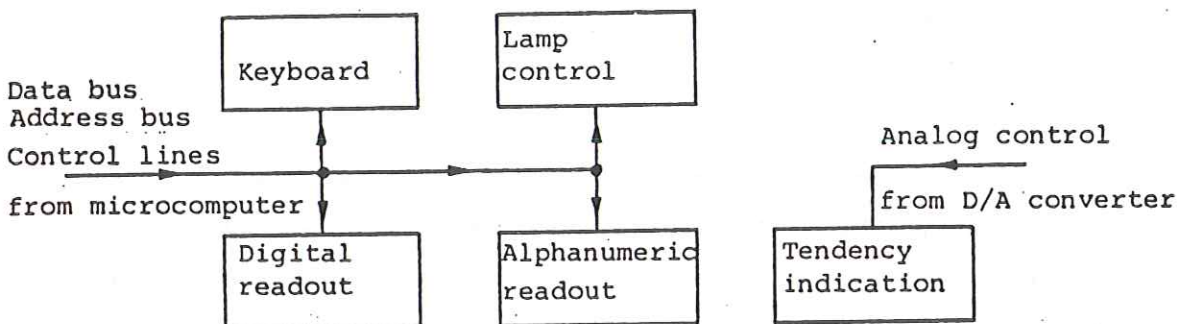 Keyboard
Lamp
control
Data bus
Address bus
Control lines
from microcomputer
Analog control
from D/A converter
Digital
readout
Alphanumeric
readout
Tendency
indication